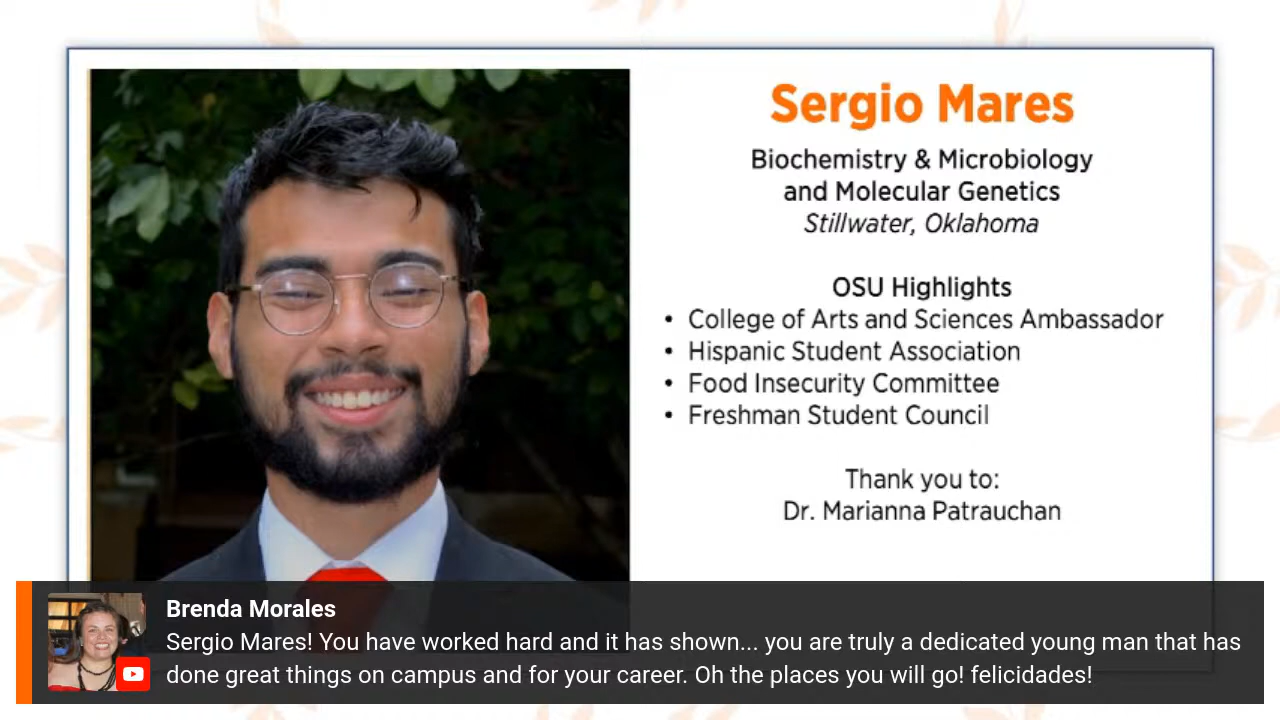 Sergio Mares
Biochemistry & Microbiology
and Molecular Genetics
Stillwater, Oklahoma
OSU Highlights
• College of Arts and Sciences Ambassador
• Hispanic Student Association
• Food Insecurity Committee
• Freshman Student Council
Thank you to:
Dr. Marianna Patrauchan
Brenda Morales
Sergio Mares! You have worked hard and it has shown... you are truly a dedicated young man that has
done great things on campus and for your career. Oh the places you will go! felicidades!